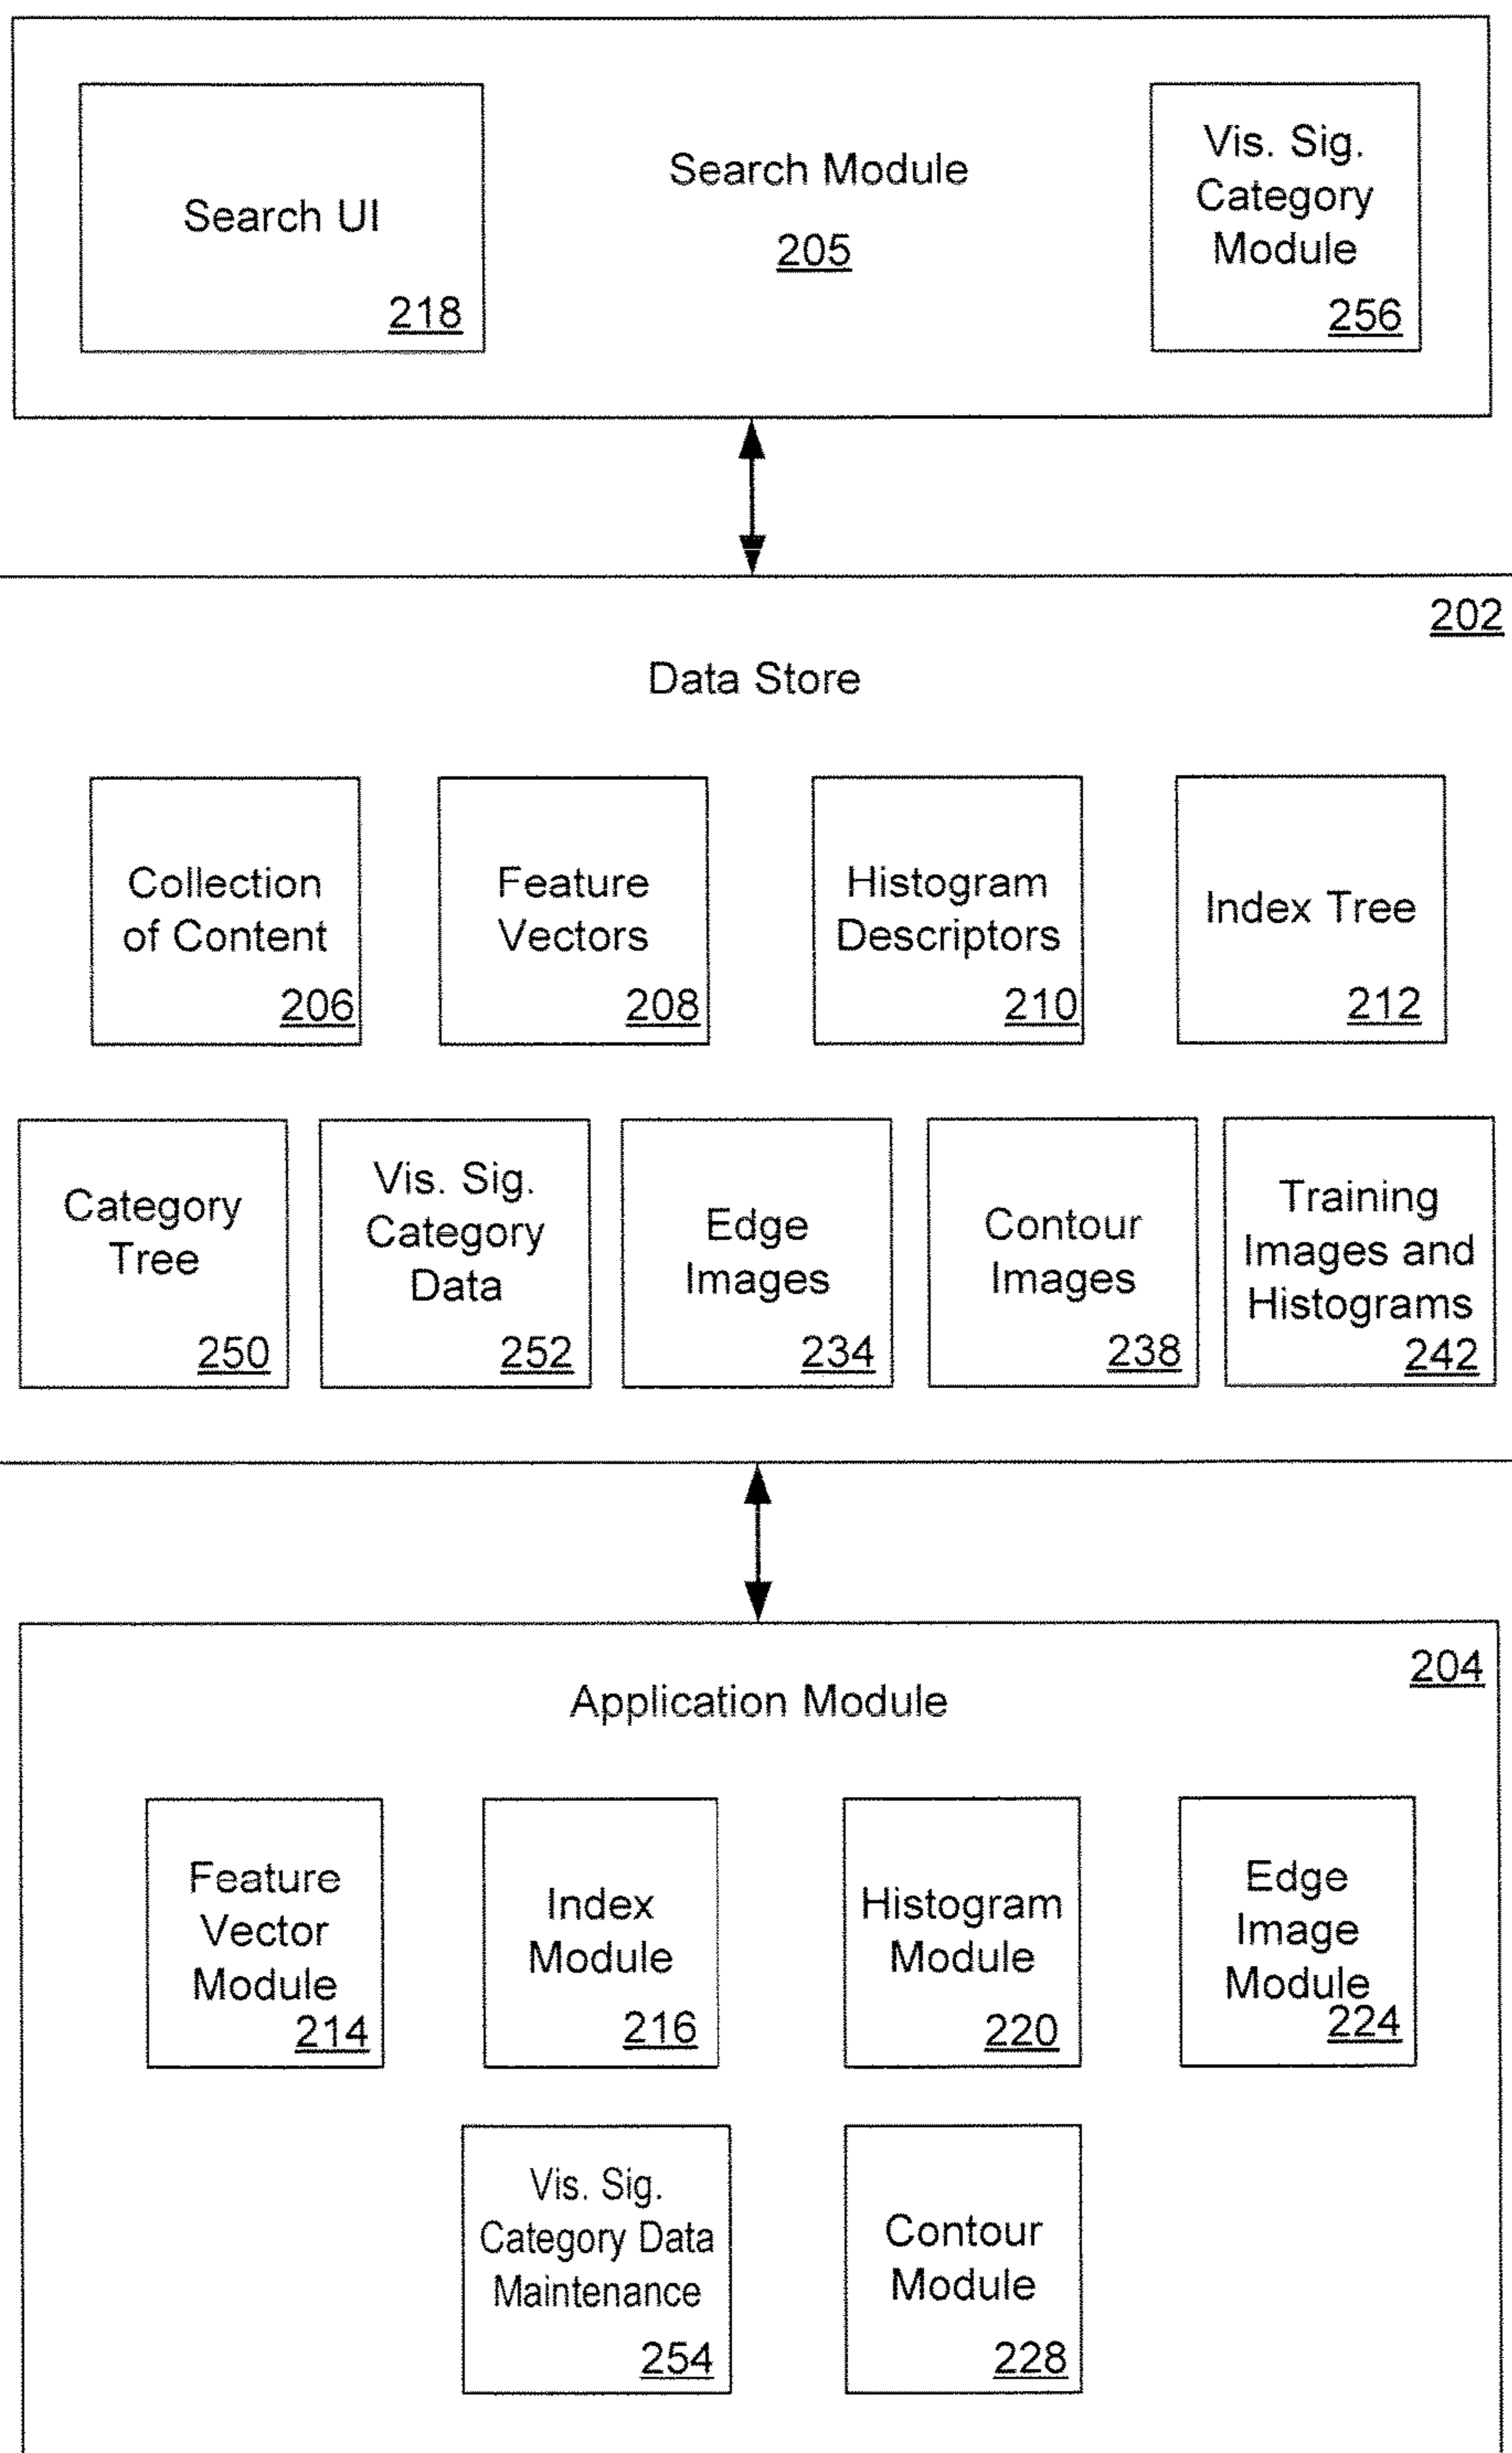 Search UI
218
Search Module
205
Vis. Sig.
Category
Module
256
202
Data Store
Collection
of Content
206
Feature
Vectors
208
Histogram
Descriptors
210
Index Tree
212
Category
Tree
250
Vis. Sig.
Category
Data
252
Edge
Images
234
Contour
Images
238
Training
Images and
Histograms
242
204
Application Module
Feature
Vector
Module
214
Index
Module
216
Histogram
Module
220
Edge
Image
Module
224
Vis. Sig.
Category Data
Maintenance
254
Contour
Module
228